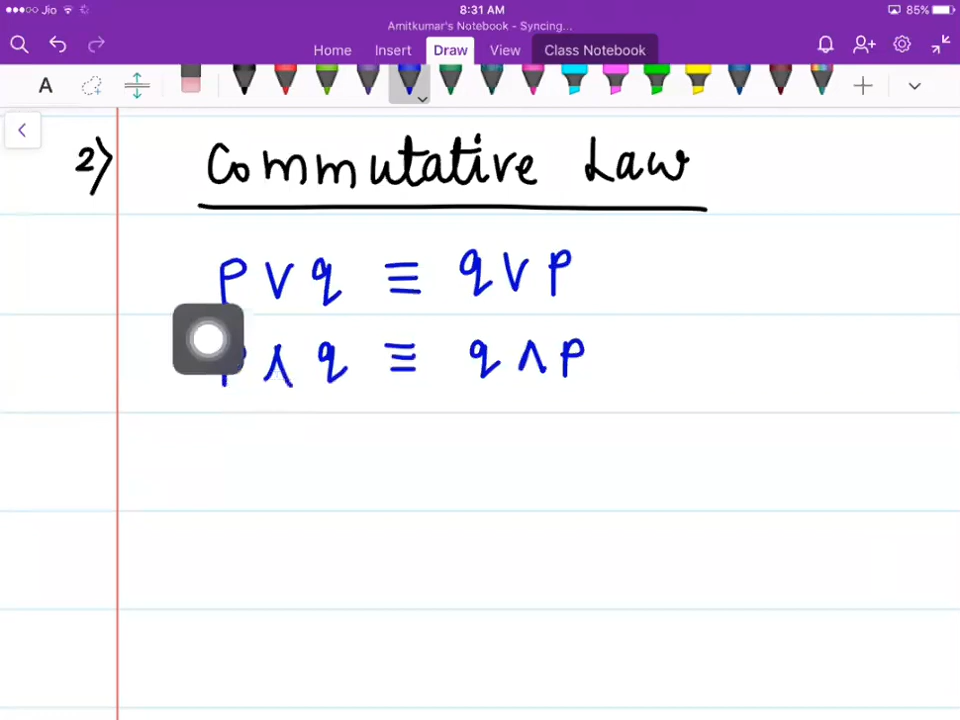 Jio 8:31 AM 85%
Amitkumar's Notebook - Syncing...
Home Insert Draw View Class Notebook
A
2) Commutative Law
p ∨ q ≡ q ∨ p
p ∧ q ≡ q ∧ p